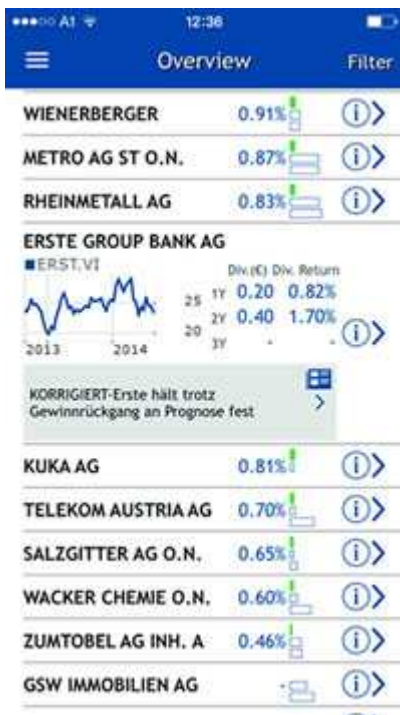 A1 12:36
Overview Filter
WIENERBERGER 0.91%
METRO AG ST O.N. 0.87%
RHEINMETALL AG 0.83%
ERSTE GROUP BANK AG
ERST.VI
Div.(€) Div. Return
25 1Y 0.20 0.82%
2Y 0.40 1.70%
20
3Y - -
2013 2014
KORRIGIERT-Erste hält trotz
Gewinnrückgang an Prognose fest
KUKA AG 0.81%
TELEKOM AUSTRIA AG 0.70%
SALZGITTER AG O.N. 0.65%
WACKER CHEMIE O.N. 0.60%
ZUMTOBEL AG INH. A 0.46%
GSW IMMOBILIEN AG -